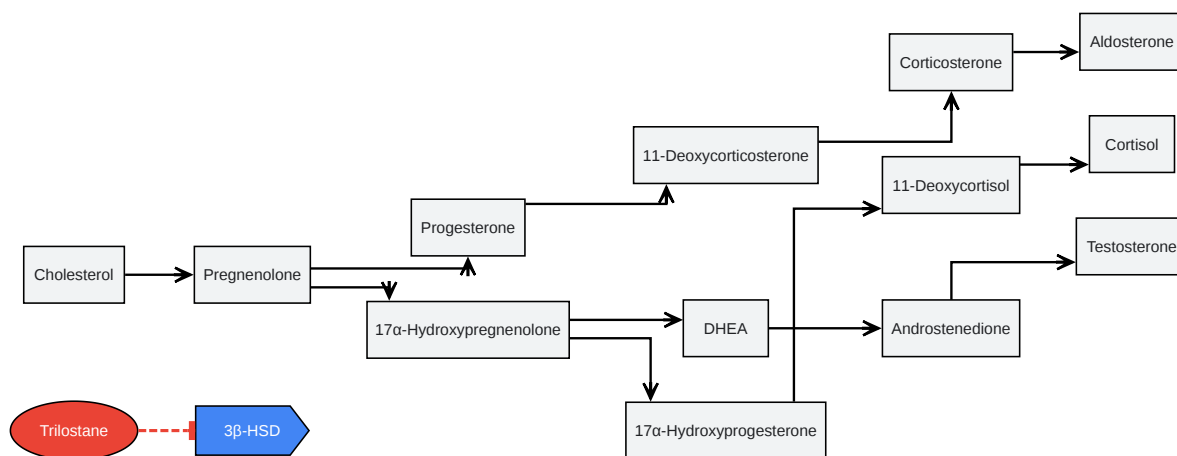 Aldosterone
Corticosterone
Cortisol
11-Deoxycorticosterone
11-Deoxycortisol
Progesterone
Testosterone
Cholesterol
Pregnenolone
17α-Hydroxypregnenolone
DHEA
Androstenedione
Trilostane
3β-HSD
17α-Hydroxyprogesterone